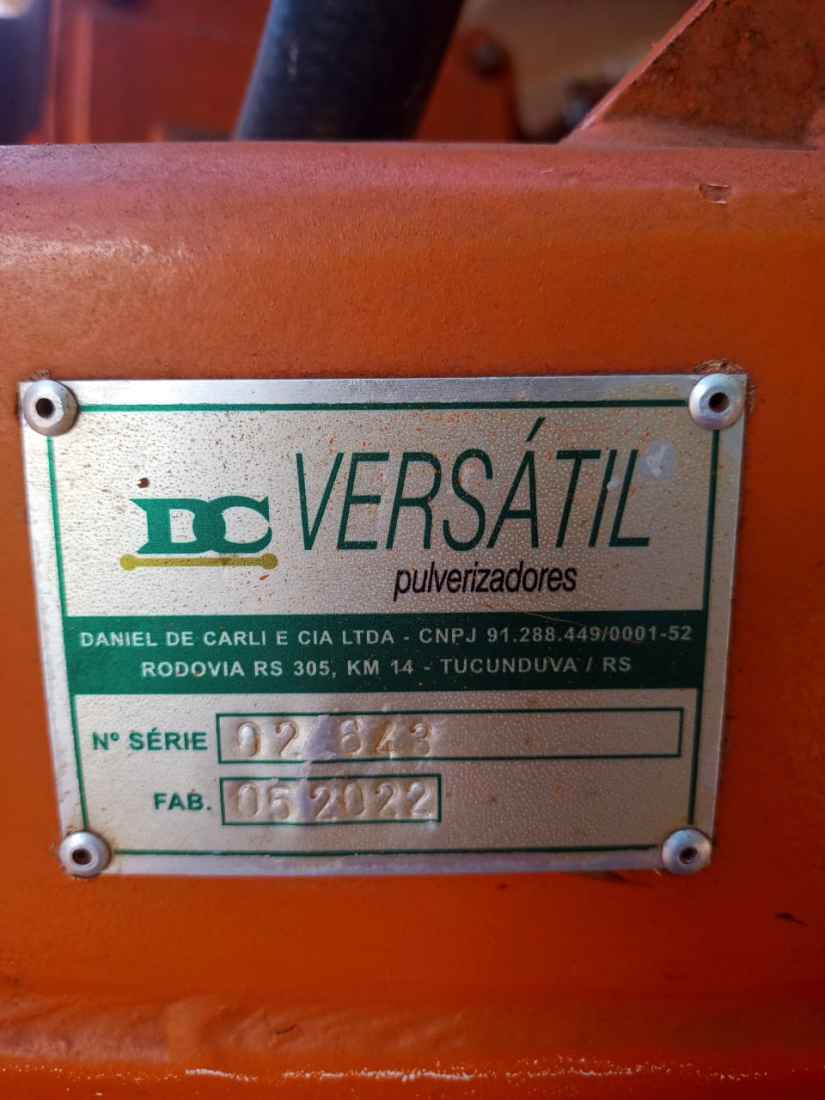 DC VERSÁTIL
pulverizadores
DANIEL DE CARLI E CIA LTDA - CNPJ 91.288.449/0001-52
RODOVIA RS 305, KM 14 - TUCUNDUVA / RS
Nº SÉRIE
FAB. 05 2022